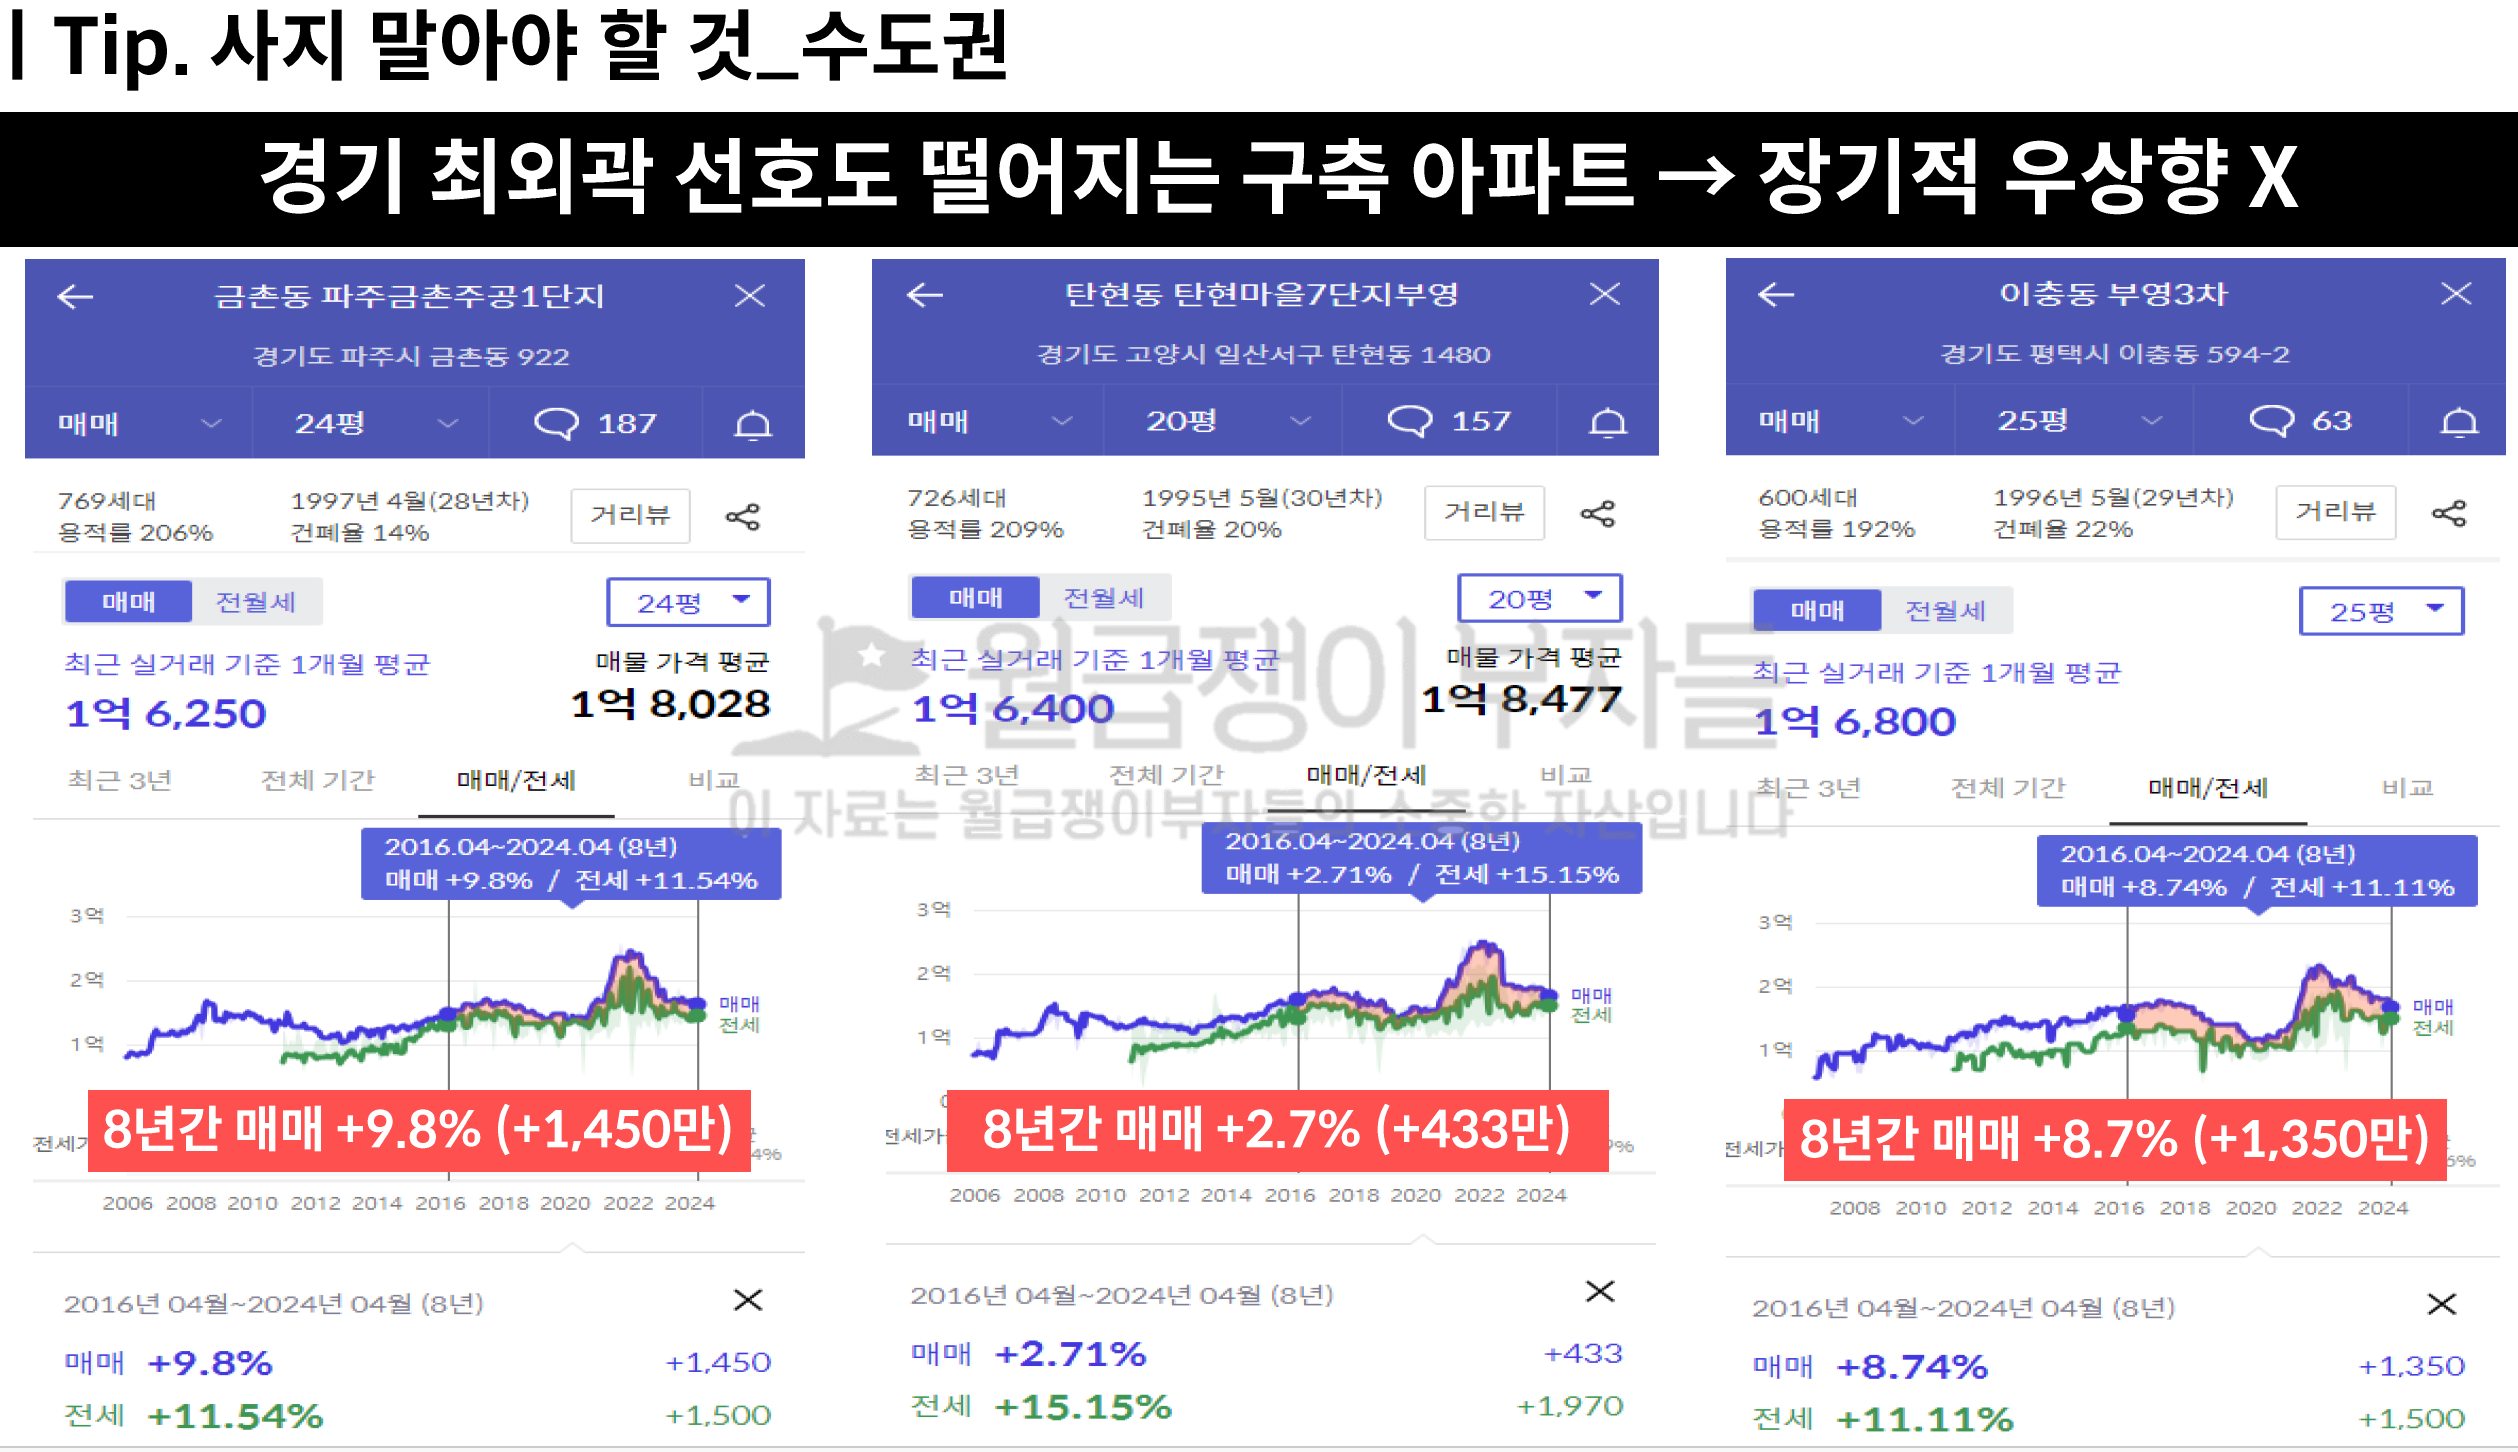 | Tip. 사지 말아야 할 것_수도권
경기 최외곽 선호도 떨어지는 구축 아파트 → 장기적 우상향 X
금촌동 파주금촌주공1단지
경기도 파주시 금촌동 922
매매 24평 187
769세대 1997년 4월(28년차) 거리뷰
용적률 206% 건폐율 14%
매매 전월세 24평
최근 실거래 기준 1개월 평균 매물 가격 평균
1억 6,250 1억 8,028
최근 3년 전체 기간 매매/전세 비교
2016.04~2024.04 (8년)
매매 +9.8% / 전세 +11.54%
3억
2억
1억
매매
전세
8년간 매매 +9.8% (+1,450만)
2006 2008 2010 2012 2014 2016 2018 2020 2022 2024
2016년 04월~2024년 04월 (8년)
매매 +9.8% +1,450
전세 +11.54% +1,500
탄현동 탄현마을7단지부영
경기도 고양시 일산서구 탄현동 1480
매매 20평 157
726세대 1995년 5월(30년차) 거리뷰
용적률 209% 건폐율 20%
매매 전월세 20평
최근 실거래 기준 1개월 평균 매물 가격 평균
1억 6,400 1억 8,477
최근 3년 전체 기간 매매/전세 비교
2016.04~2024.04 (8년)
매매 +2.71% / 전세 +15.15%
3억
2억
1억
매매
전세
8년간 매매 +2.7% (+433만)
2006 2008 2010 2012 2014 2016 2018 2020 2022 2024
2016년 04월~2024년 04월 (8년)
매매 +2.71% +433
전세 +15.15% +1,970
이충동 부영3차
경기도 평택시 이충동 594-2
매매 25평 63
600세대 1996년 5월(29년차) 거리뷰
용적률 192% 건폐율 22%
매매 전월세 25평
최근 실거래 기준 1개월 평균
1억 6,800
최근 3년 전체 기간 매매/전세 비교
2016.04~2024.04 (8년)
매매 +8.74% / 전세 +11.11%
3억
2억
1억
매매
전세
8년간 매매 +8.7% (+1,350만)
2008 2010 2012 2014 2016 2018 2020 2022 2024
2016년 04월~2024년 04월 (8년)
매매 +8.74% +1,350
전세 +11.11% +1,500
월급쟁이부자들
이 자료는 월급쟁이부자들의 소중한 자산입니다